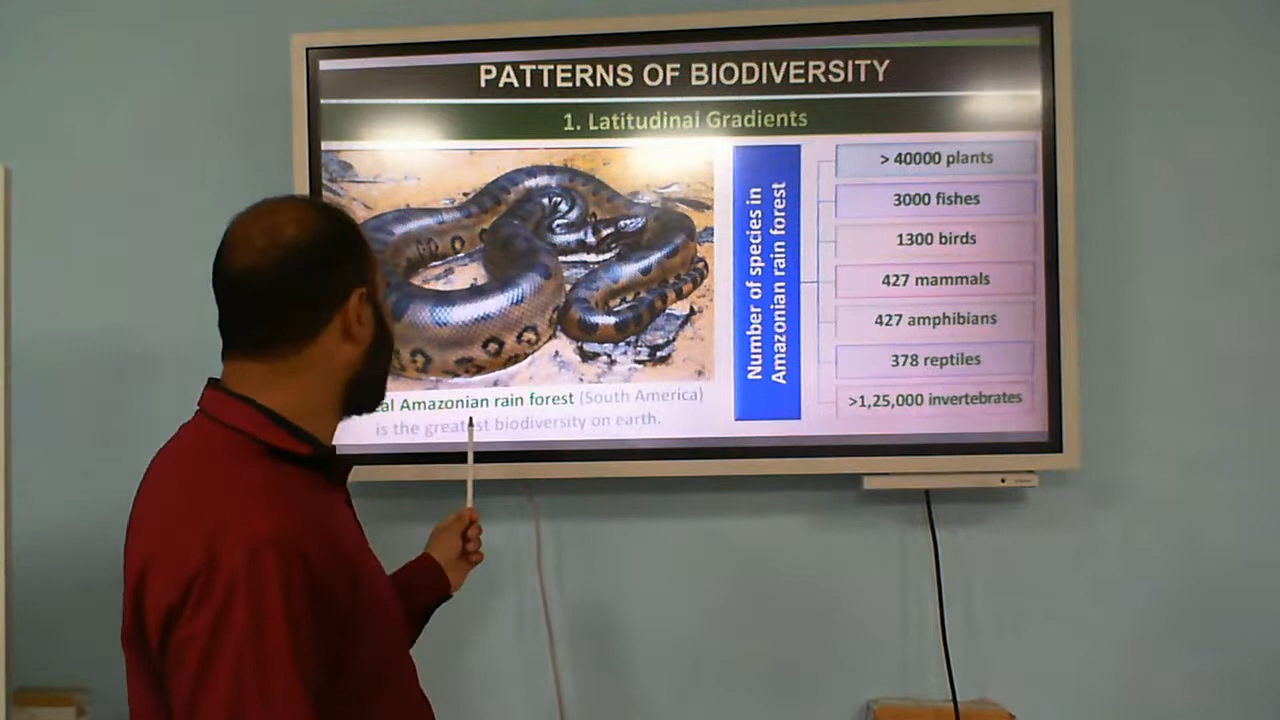 PATTERNS OF BIODIVERSITY
1. Latitudinal Gradients
Number of species in
Amazonian rain forest
> 40000 plants
3000 fishes
1300 birds
427 mammals
427 amphibians
378 reptiles
>1,25,000 invertebrates
Amazonian rain forest (South America)
is the greatest biodiversity on earth.